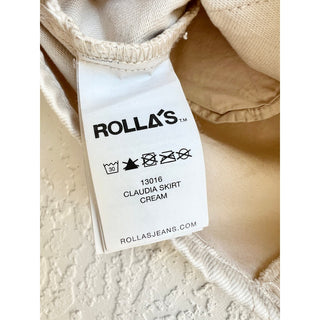 ROLLA'S™
30
13016
CLAUDIA SKIRT
CREAM
ROLLASJEANS.COM